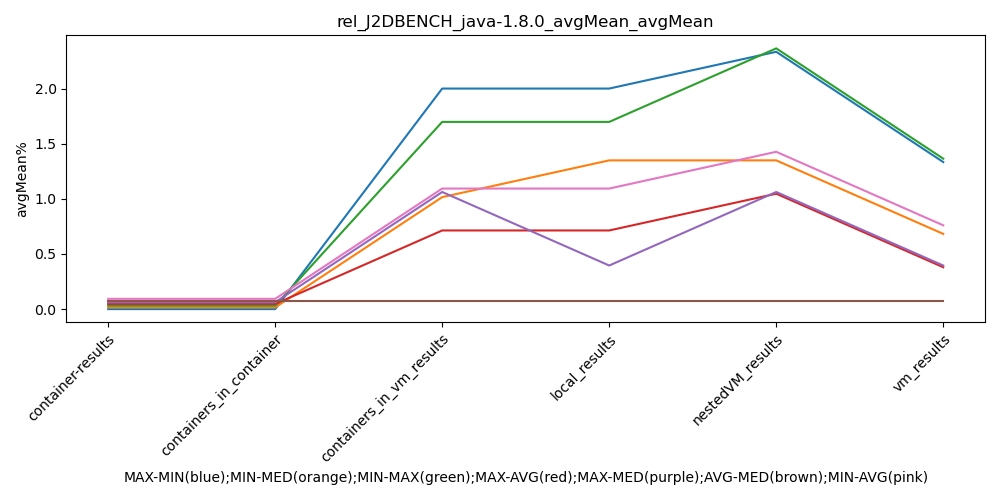 rel_J2DBENCH_java-1.8.0_avgMean_avgMean
avgMean%
2.0
1.5
1.0
0.5
0.0
container-results
containers_in_container
containers_in_vm_results
local_results
nestedVM_results
vm_results
MAX-MIN(blue);MIN-MED(orange);MIN-MAX(green);MAX-AVG(red);MAX-MED(purple);AVG-MED(brown);MIN-AVG(pink)